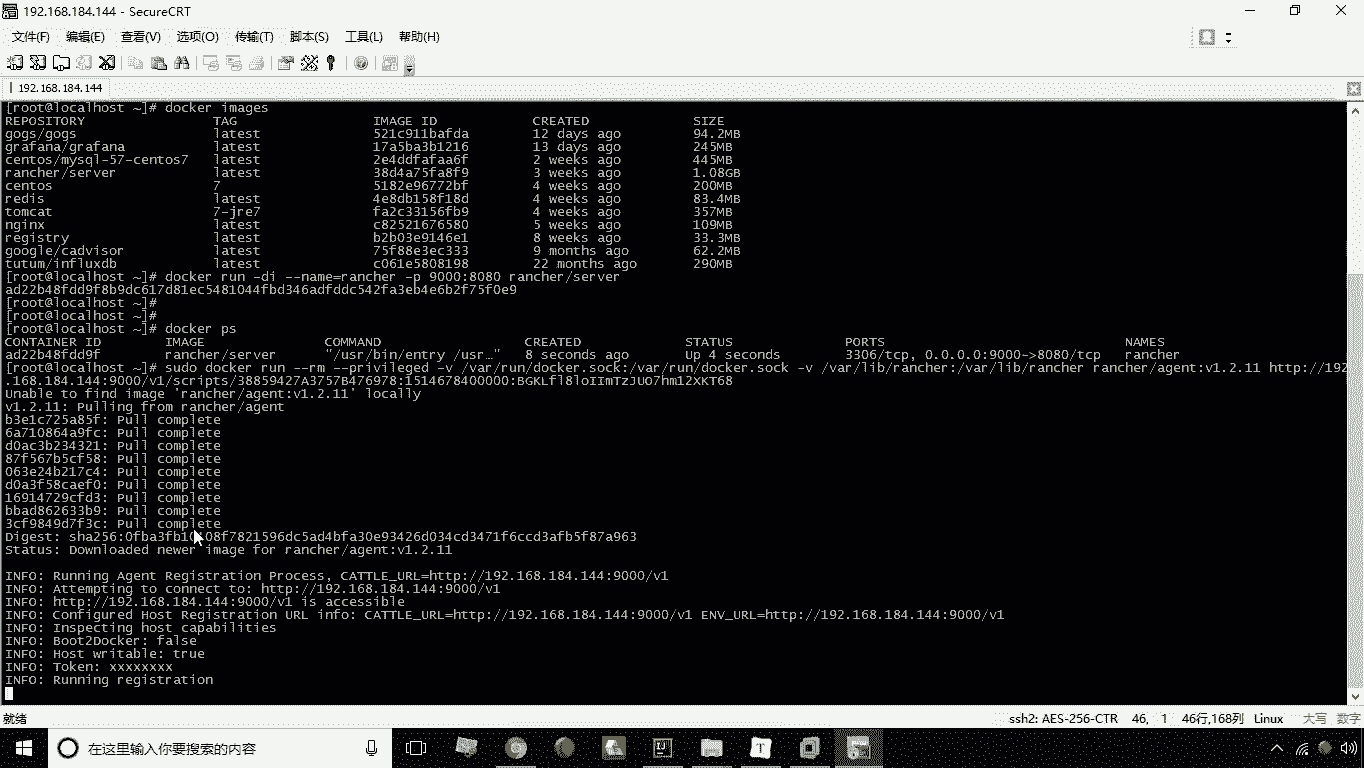 192.168.184.144 - SecureCRT
文件(F) 编辑(E) 查看(V) 选项(O) 传输(T) 脚本(S) 工具(L) 帮助(H)
192.168.184.144
[root@localhost ~]# docker images
REPOSITORY TAG IMAGE ID CREATED SIZE
gogs/gogs latest 521c911bafda 12 days ago 94.2MB
grafana/grafana latest 17a5ba3b1216 13 days ago 245MB
centos/mysql-57-centos7 latest 2e4ddfafaa6f 2 weeks ago 445MB
rancher/server latest 38d4a75fa8f9 3 weeks ago 1.08GB
centos 7 5182e96772bf 4 weeks ago 200MB
redis latest 4e8db158f18d 4 weeks ago 83.4MB
tomcat 7-jre7 fa2c33156fb9 4 weeks ago 357MB
nginx latest c82521676580 5 weeks ago 109MB
registry latest b2b03e9146e1 8 weeks ago 33.3MB
google/cadvisor latest 75f88e3ec333 9 months ago 62.2MB
tutum/influxdb latest c061e5808198 22 months ago 290MB
[root@localhost ~]# docker run -di --name=rancher -p 9000:8080 rancher/server
ad22b48fdd9f8b9dc617d81ec5481044fbd346adfddc542fa3eb4e6b2f75f0e9
[root@localhost ~]#
[root@localhost ~]#
[root@localhost ~]# docker ps
CONTAINER ID IMAGE COMMAND CREATED STATUS PORTS NAMES
ad22b48fdd9f rancher/server "/usr/bin/entry /usr…" 8 seconds ago Up 4 seconds 3306/tcp, 0.0.0.0:9000->8080/tcp rancher
[root@localhost ~]# sudo docker run --rm --privileged -v /var/run/docker.sock:/var/run/docker.sock -v /var/lib/rancher:/var/lib/rancher rancher/agent:v1.2.11 http://192
.168.184.144:9000/v1/scripts/38859427A3757B476978:1514678400000:BGKLfl8loIImTzJUO7hm12XKT68
Unable to find image 'rancher/agent:v1.2.11' locally
v1.2.11: Pulling from rancher/agent
b3e1c725a85f: Pull complete
6a710864a9fc: Pull complete
d0ac3b234321: Pull complete
87f567b5cf58: Pull complete
063e24b217c4: Pull complete
d0a3f58caef0: Pull complete
16914729cfd3: Pull complete
bbad862633b9: Pull complete
3cf9849d7f3c: Pull complete
Digest:
Status: Downloaded newer image for rancher/agent:v1.2.11
INFO: Running Agent Registration Process, CATTLE_URL=http://192.168.184.144:9000/v1
INFO: Attempting to connect to: http://192.168.184.144:9000/v1
INFO: http://192.168.184.144:9000/v1 is accessible
INFO: Configured Host Registration URL info: CATTLE_URL=http://192.168.184.144:9000/v1 ENV_URL=http://192.168.184.144:9000/v1
INFO: Inspecting host capabilities
INFO: Boot2Docker: false
INFO: Host writable: true
INFO: Token: xxxxxxxx
INFO: Running registration
就绪 ssh2: AES-256-CTR 46, 1 46行,168列 Linux 大写 数字
在这里输入你要搜索的内容